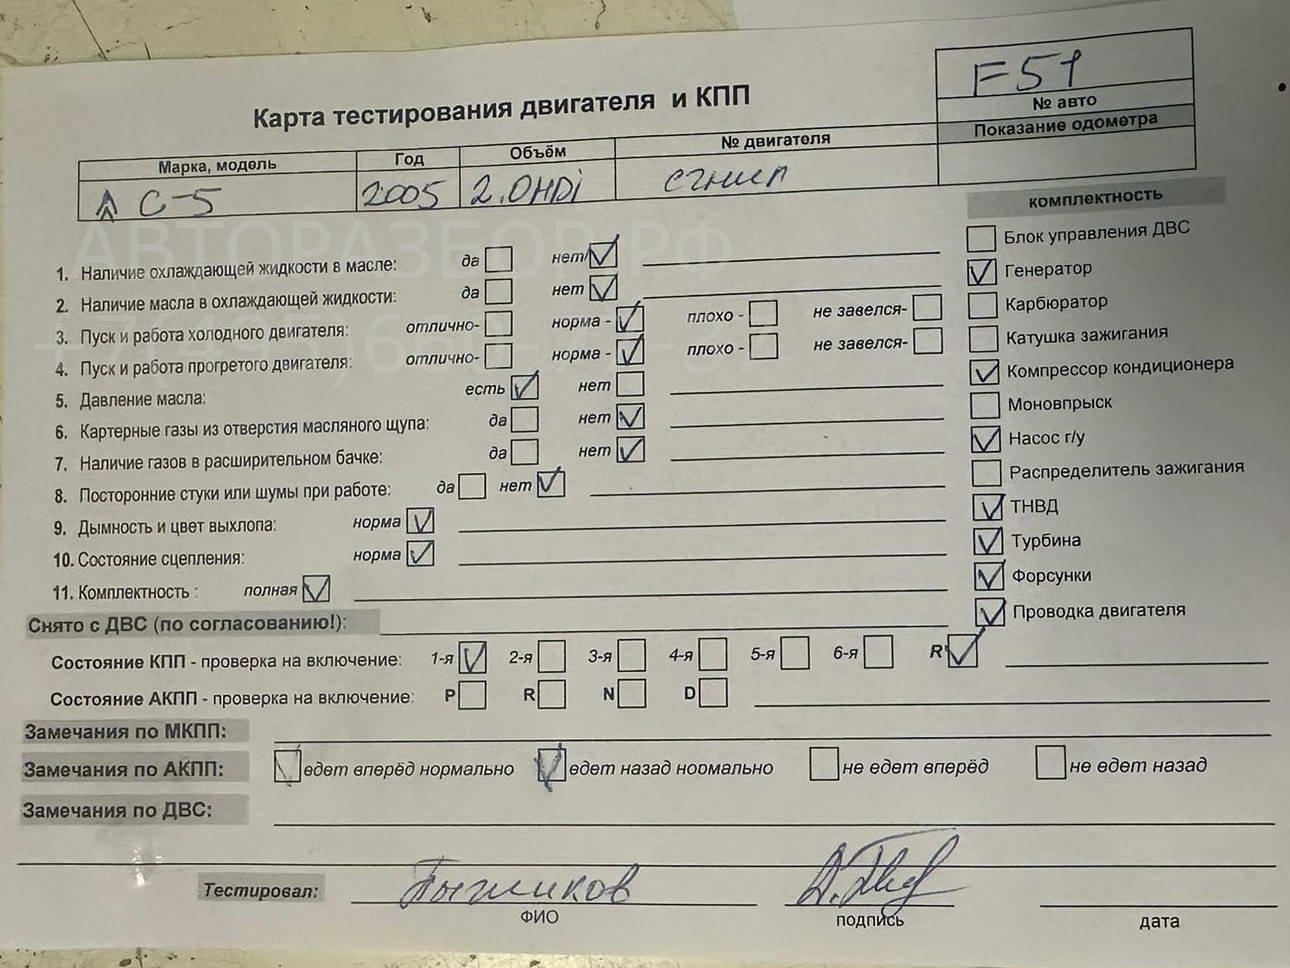 F51
№ авто
Карта тестирования двигателя и КПП
Показание одометра
Марка, модель Год Объём № двигателя
C-5 2005 2.0HDi сгнил
комплектность
АВТОРАЗБОР.РФ
1. Наличие охлаждающей жидкости в масле: да нет
2. Наличие масла в охлаждающей жидкости: да нет
3. Пуск и работа холодного двигателя: отлично- норма - плохо - не завелся-
4. Пуск и работа прогретого двигателя: отлично- норма - плохо - не завелся-
5. Давление масла: есть нет
6. Картерные газы из отверстия масляного щупа: да нет
7. Наличие газов в расширительном бачке: да нет
8. Посторонние стуки или шумы при работе: да нет
9. Дымность и цвет выхлопа: норма
10. Состояние сцепления: норма
11. Комплектность : полная
Блок управления ДВС
Генератор
Карбюратор
Катушка зажигания
Компрессор кондиционера
Моновпрыск
Насос г/у
Распределитель зажигания
ТНВД
Турбина
Форсунки
Проводка двигателя
Снято с ДВС (по согласованию!):
Состояние КПП - проверка на включение: 1-я 2-я 3-я 4-я 5-я 6-я R
Состояние АКПП - проверка на включение: P R N D
Замечания по МКПП:
Замечания по АКПП: едет вперёд нормально едет назад нормально не едет вперёд не едет назад
Замечания по ДВС:
Тестировал: Пыжиков
ФИО подпись дата